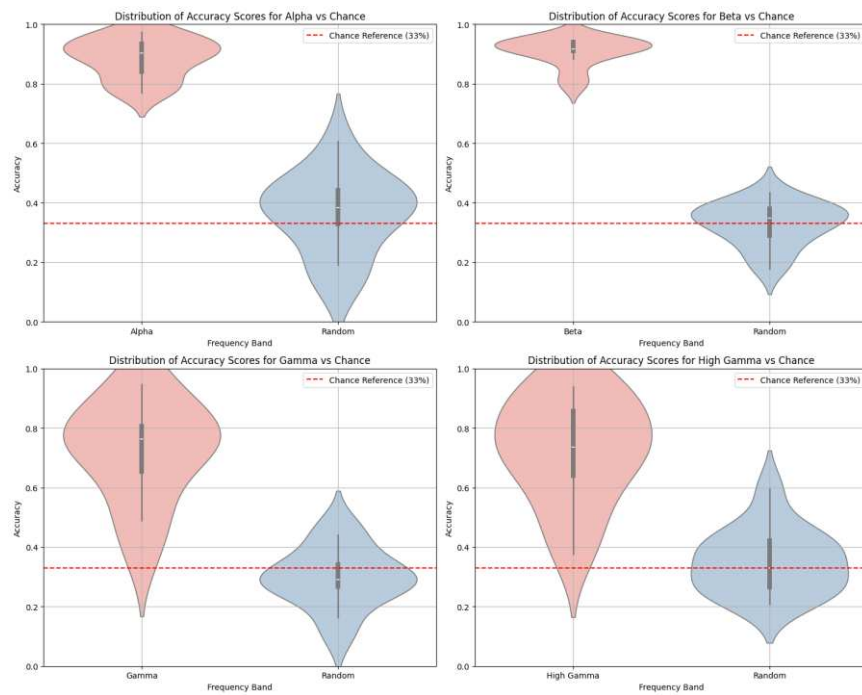 Distribution of Accuracy Scores for Alpha vs Chance
Chance Reference (33%)
1.0
0.8
0.6
0.4
0.2
0.0
Accuracy
Alpha
Random
Frequency Band
Distribution of Accuracy Scores for Beta vs Chance
Chance Reference (33%)
1.0
0.8
0.6
0.4
0.2
0.0
Accuracy
Beta
Random
Frequency Band
Distribution of Accuracy Scores for Gamma vs Chance
Chance Reference (33%)
1.0
0.8
0.6
0.4
0.2
0.0
Accuracy
Gamma
Random
Frequency Band
Distribution of Accuracy Scores for High Gamma vs Chance
Chance Reference (33%)
1.0
0.8
0.6
0.4
0.2
0.0
Accuracy
High Gamma
Random
Frequency Band